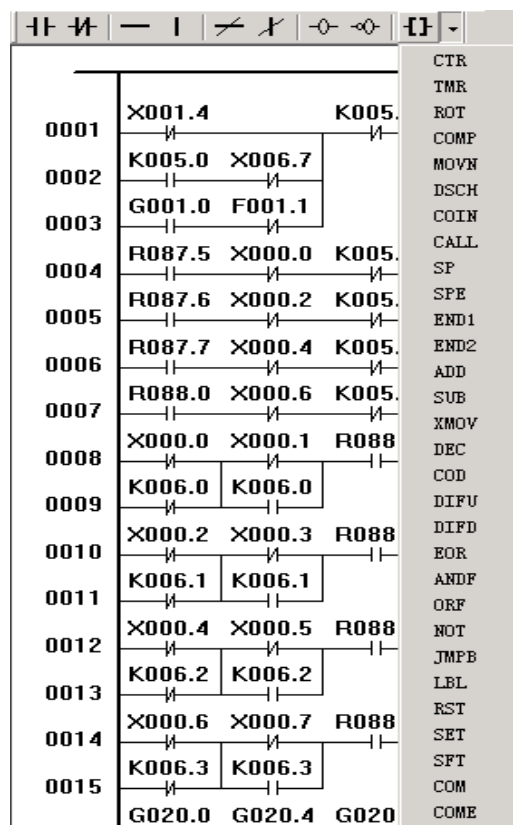 CTR
TMR
X001.4 K005.
ROT
0001
COMP
K005.0 X006.7
MOVN
0002
DSCH
G001.0 F001.1
COIN
0003
CALL
R087.5 X000.0 K005.
SP
0004
SPE
R087.6 X000.2 K005.
END1
0005
END2
R087.7 X000.4 K005.
ADD
0006
SUB
R088.0 X000.6 K005.
XMOV
0007
DEC
X000.0 X000.1 R088
COD
0008
DIFU
K006.0 K006.0
DIFD
0009
EOR
X000.2 X000.3 R088
ANDF
0010
ORF
K006.1 K006.1
NOT
0011
JMPB
X000.4 X000.5 R088
LBL
0012
RST
K006.2 K006.2
SET
0013
SFT
X000.6 X000.7 R088
COM
0014
COME
K006.3 K006.3
0015
G020.0 G020.4 G020